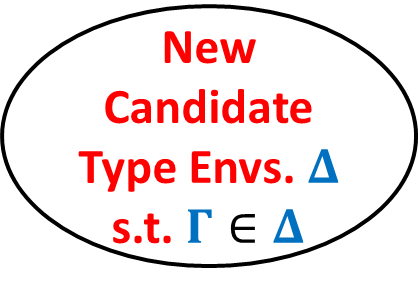 New
Candidate
Type Envs. Δ
s.t. Γ ∈ Δ